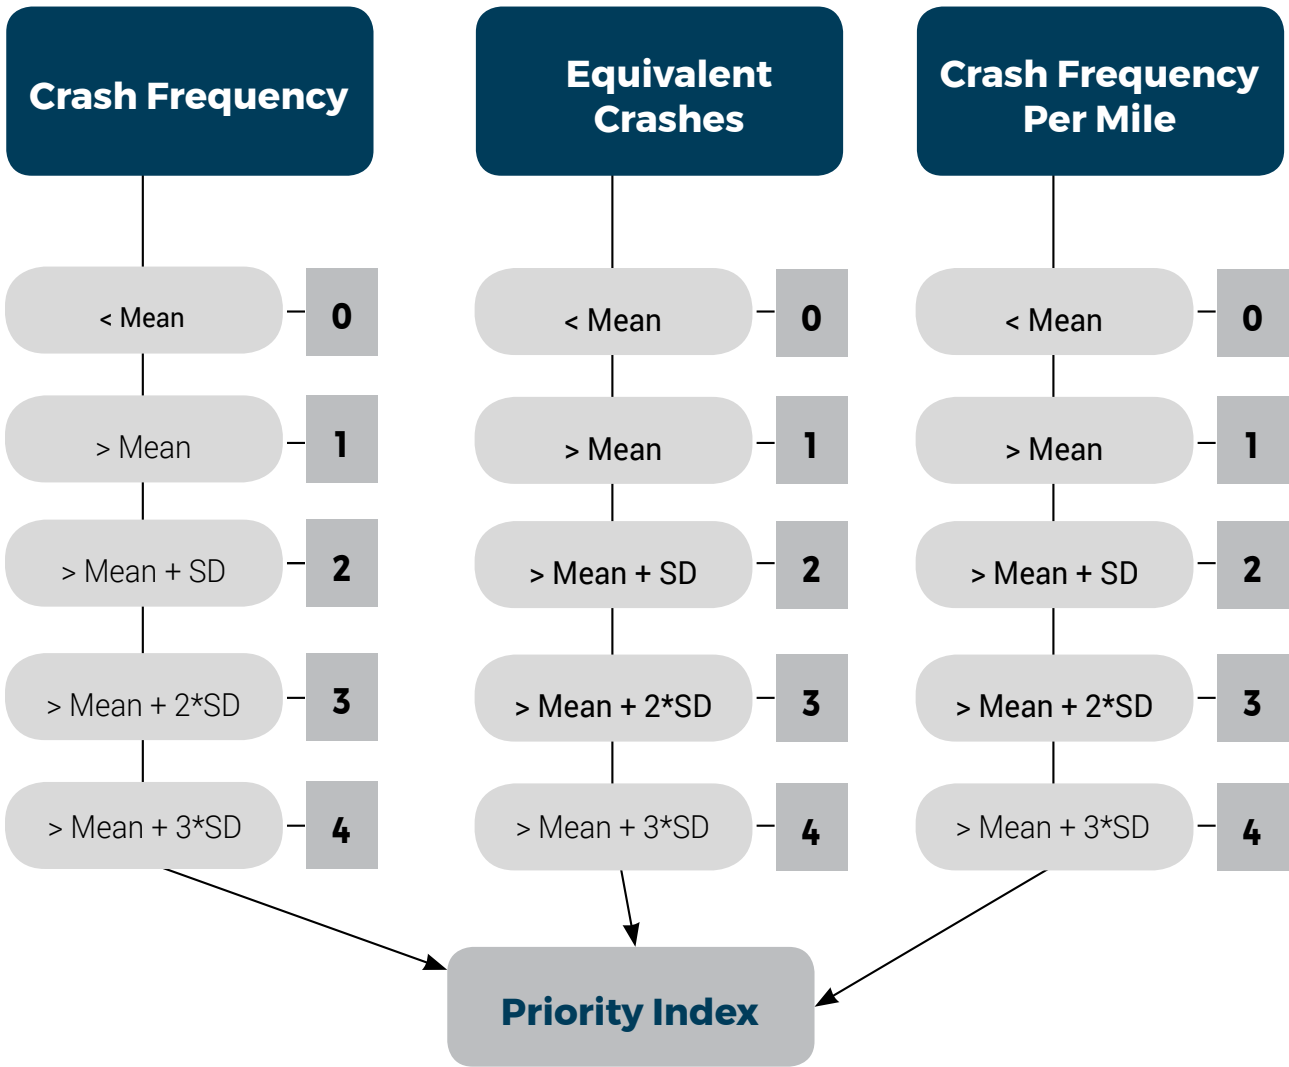 Crash Frequency
< Mean
0
> Mean
1
> Mean + SD
2
> Mean + 2*SD
3
> Mean + 3*SD
4
Equivalent
Crashes
< Mean
0
> Mean
1
> Mean + SD
2
> Mean + 2*SD
3
> Mean + 3*SD
4
Crash Frequency
Per Mile
< Mean
0
> Mean
1
> Mean + SD
2
> Mean + 2*SD
3
> Mean + 3*SD
4
Priority Index